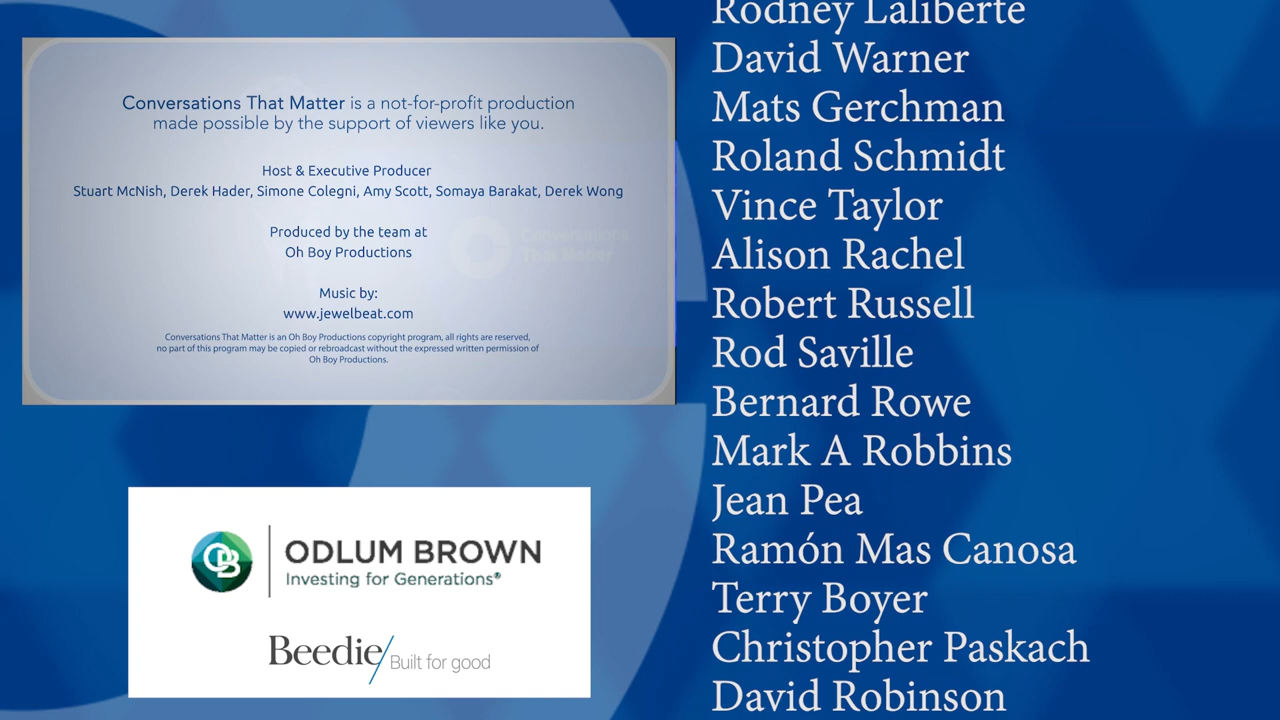 Conversations That Matter is a not-for-profit production
made possible by the support of viewers like you.
Host & Executive Producer
Stuart McNish, Derek Hader, Simone Colegni, Amy Scott, Somaya Barakat, Derek Wong
Produced by the team at
Oh Boy Productions
Conversations
That Matter
Music by:
www.jewelbeat.com
Conversations That Matter is an Oh Boy Productions copyright program, all rights are reserved,
no part of this program may be copied or rebroadcast without the expressed written permission of
Oh Boy Productions.
OB
ODLUM BROWN
Investing for Generations®
Beedie/ Built for good
Rodney Laliberte
David Warner
Mats Gerchman
Roland Schmidt
Vince Taylor
Alison Rachel
Robert Russell
Rod Saville
Bernard Rowe
Mark A Robbins
Jean Pea
Ramón Mas Canosa
Terry Boyer
Christopher Paskach
David Robinson